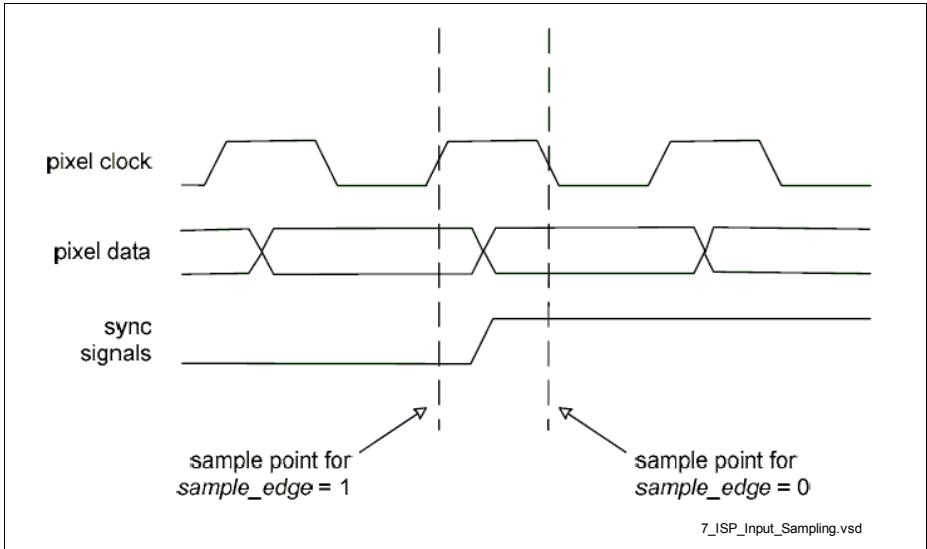 pixel clock
pixel data
sync
signals
sample point for
sample_edge = 1
sample point for
sample_edge = 0
7_ISP_Input_Sampling.vsd